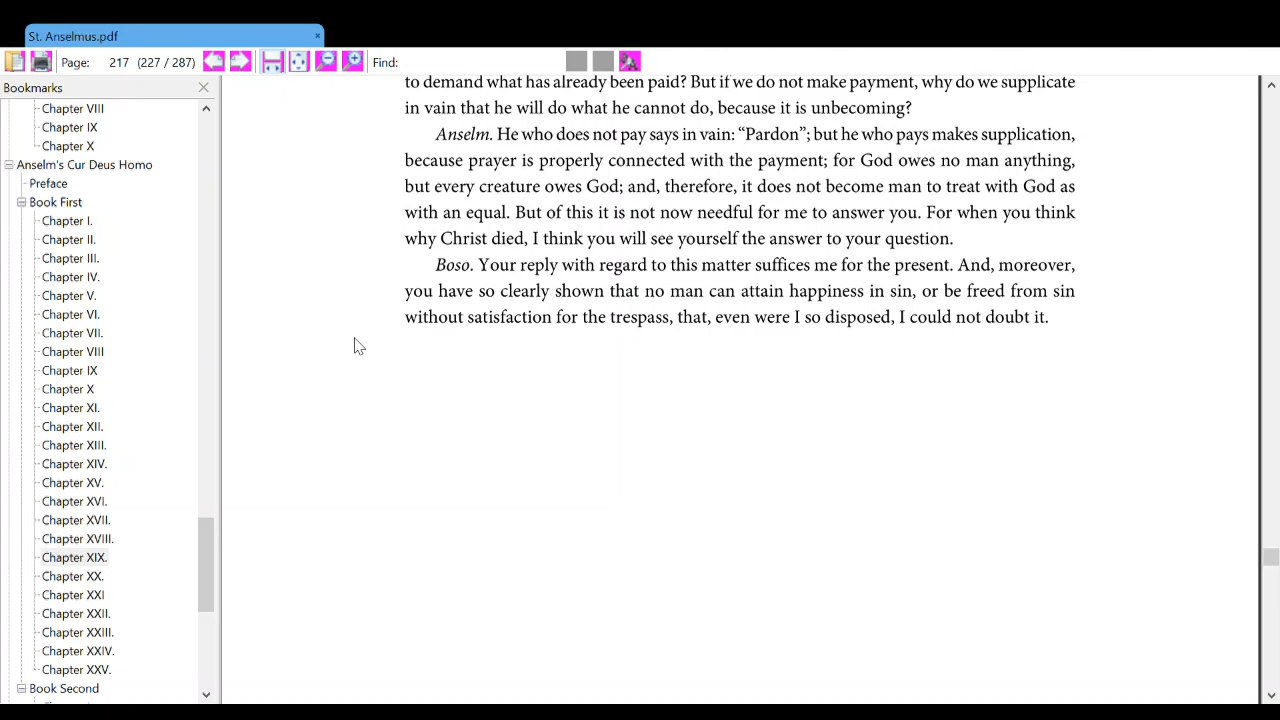 St. Anselmus.pdf
Page: 217 (227 / 287) Find:
Bookmarks
Chapter VIII
Chapter IX
Chapter X
Anselm's Cur Deus Homo
Preface
Book First
Chapter I.
Chapter II.
Chapter III.
Chapter IV.
Chapter V.
Chapter VI.
Chapter VII.
Chapter VIII
Chapter IX
Chapter X
Chapter XI.
Chapter XII.
Chapter XIII.
Chapter XIV.
Chapter XV.
Chapter XVI.
Chapter XVII.
Chapter XVIII.
Chapter XIX.
Chapter XX.
Chapter XXI
Chapter XXII.
Chapter XXIII.
Chapter XXIV.
Chapter XXV.
Book Second
to demand what has already been paid? But if we do not make payment, why do we supplicate
in vain that he will do what he cannot do, because it is unbecoming?
Anselm. He who does not pay says in vain: “Pardon”; but he who pays makes supplication,
because prayer is properly connected with the payment; for God owes no man anything,
but every creature owes God; and, therefore, it does not become man to treat with God as
with an equal. But of this it is not now needful for me to answer you. For when you think
why Christ died, I think you will see yourself the answer to your question.
Boso. Your reply with regard to this matter suffices me for the present. And, moreover,
you have so clearly shown that no man can attain happiness in sin, or be freed from sin
without satisfaction for the trespass, that, even were I so disposed, I could not doubt it.